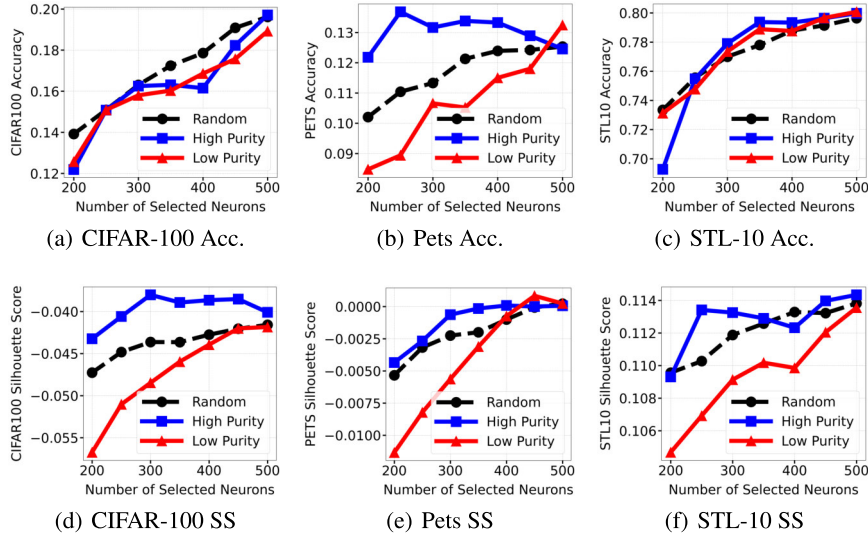 0.20
0.18
0.16
0.14
0.12
CIFAR100 Accuracy
Random
High Purity
Low Purity
200 300 400 500
Number of Selected Neurons
(a) CIFAR-100 Acc.
0.13
0.12
0.11
0.10
0.09
PETS Accuracy
Random
High Purity
Low Purity
200 300 400 500
Number of Selected Neurons
(b) Pets Acc.
0.80
0.78
0.76
0.74
0.72
0.70
STL10 Accuracy
Random
High Purity
Low Purity
200 300 400 500
Number of Selected Neurons
(c) STL-10 Acc.
−0.040
−0.045
−0.050
−0.055
CIFAR100 Silhouette Score
Random
High Purity
Low Purity
200 300 400 500
Number of Selected Neurons
(d) CIFAR-100 SS
0.0000
−0.0025
−0.0050
−0.0075
−0.0100
PETS Silhouette Score
Random
High Purity
Low Purity
200 300 400 500
Number of Selected Neurons
(e) Pets SS
0.114
0.112
0.110
0.108
0.106
STL10 Silhouette Score
Random
High Purity
Low Purity
200 300 400 500
Number of Selected Neurons
(f) STL-10 SS